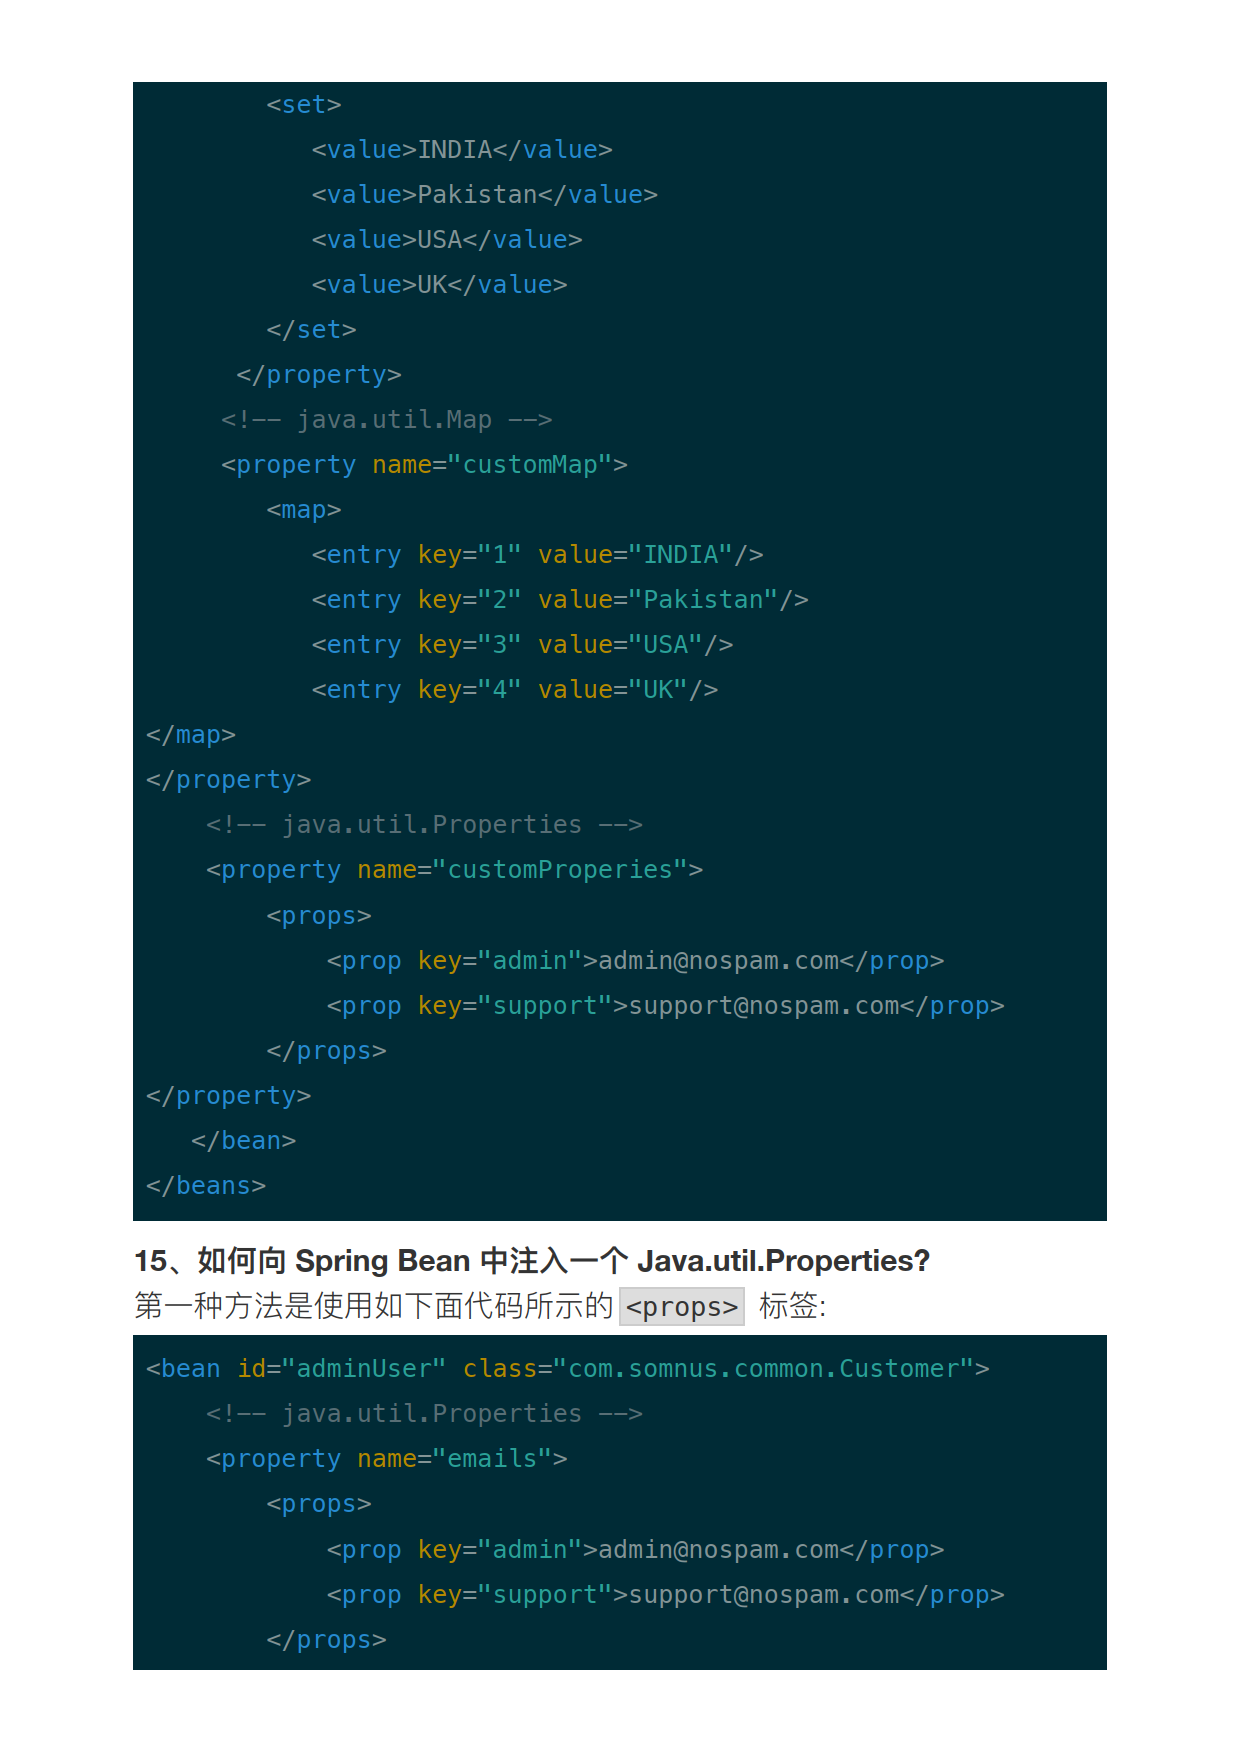 <set>
<value>INDIA</value>
<value>Pakistan</value>
<value>USA</value>
<value>UK</value>
</set>
</property>
<!-- java.util.Map -->
<property name="customMap">
<map>
<entry key="1" value="INDIA"/>
<entry key="2" value="Pakistan"/>
<entry key="3" value="USA"/>
<entry key="4" value="UK"/>
</map>
</property>
<!-- java.util.Properties -->
<property name="customProperies">
<props>
<prop key="admin">admin@nospam.com</prop>
<prop key="support">support@nospam.com</prop>
</props>
</property>
</bean>
</beans>
15、如何向 Spring Bean 中注入一个 Java.util.Properties?
第一种方法是使用如下面代码所示的 <props> 标签:
<bean id="adminUser" class="com.somnus.common.Customer">
<!-- java.util.Properties -->
<property name="emails">
<props>
<prop key="admin">admin@nospam.com</prop>
<prop key="support">support@nospam.com</prop>
</props>